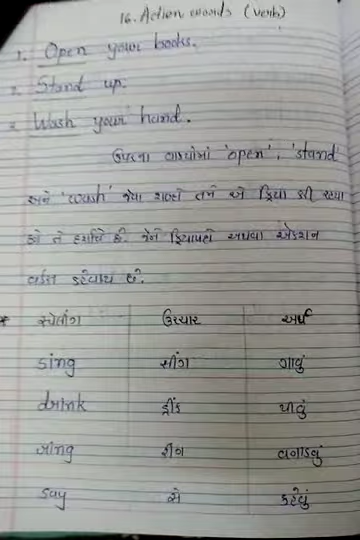 16. Action words (verb)
1. Open your books.
2. Stand up.
3. Wash your hand.
ઉપરના વાક્યોમાં 'open', 'stand'
અને 'wash' જેવા શબ્દો તમે જે ક્રિયા કરી રહ્યા
છો તે દર્શાવે છે. જેને ક્રિયાપદો અથવા એક્શન
વર્ડસ કહેવાય છે.
* સ્પેલીંગ ઉચ્ચાર અર્થ
sing સીંગ ગાવું
drink ડ્રીંક પીવું
ring રીંગ વગાડવું
say સે કહેવું